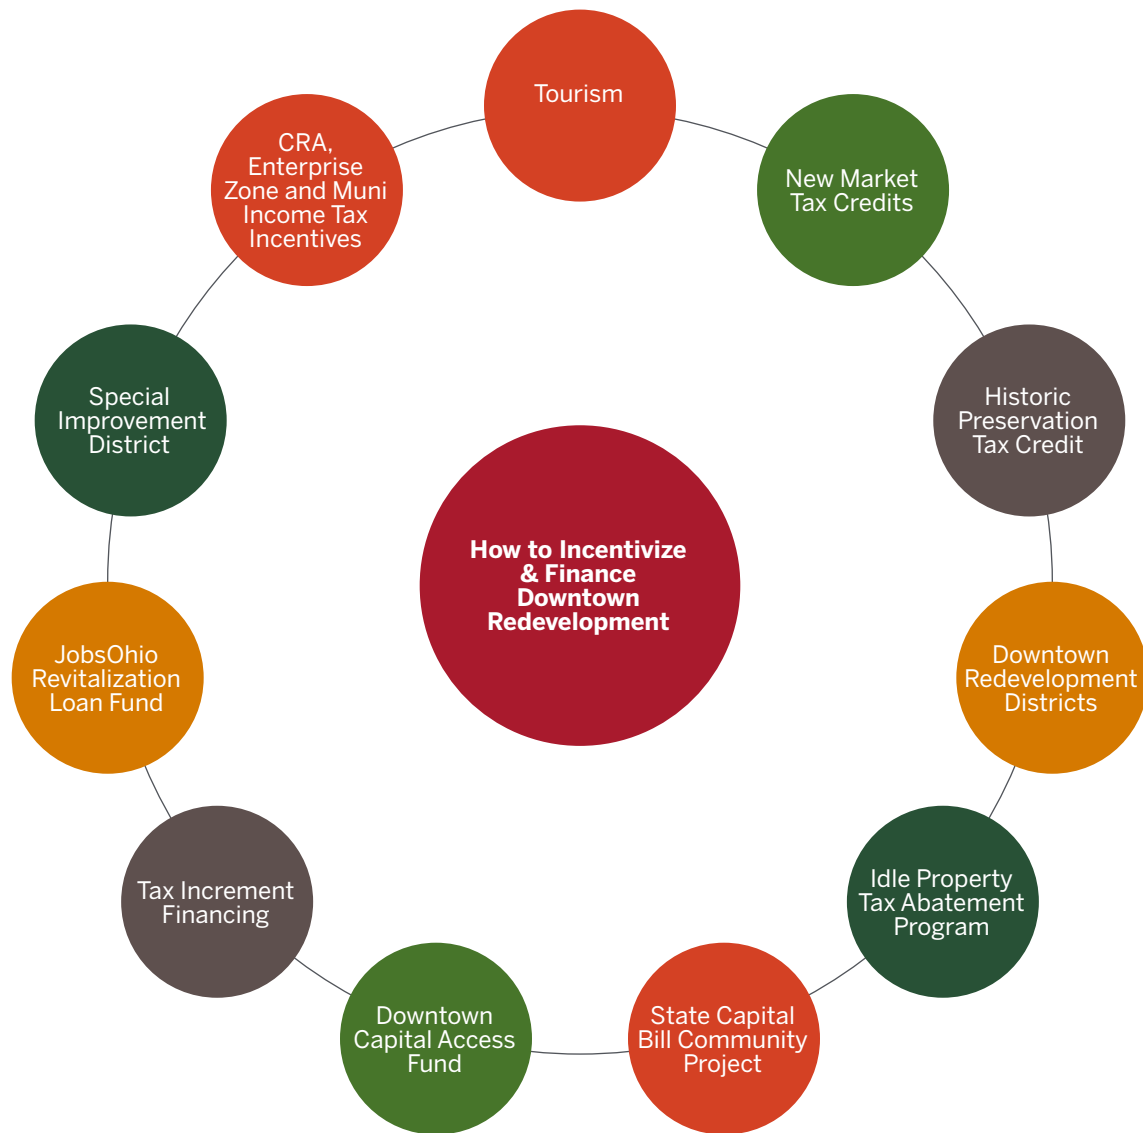 Tourism
New Market
Tax Credits
Historic
Preservation
Tax Credit
Downtown
Redevelopment
Districts
Idle Property
Tax Abatement
Program
State Capital
Bill Community
Project
Downtown
Capital Access
Fund
Tax Increment
Financing
JobsOhio
Revitalization
Loan Fund
Special
Improvement
District
CRA,
Enterprise
Zone and Muni
Income Tax
Incentives
How to Incentivize
& Finance
Downtown
Redevelopment